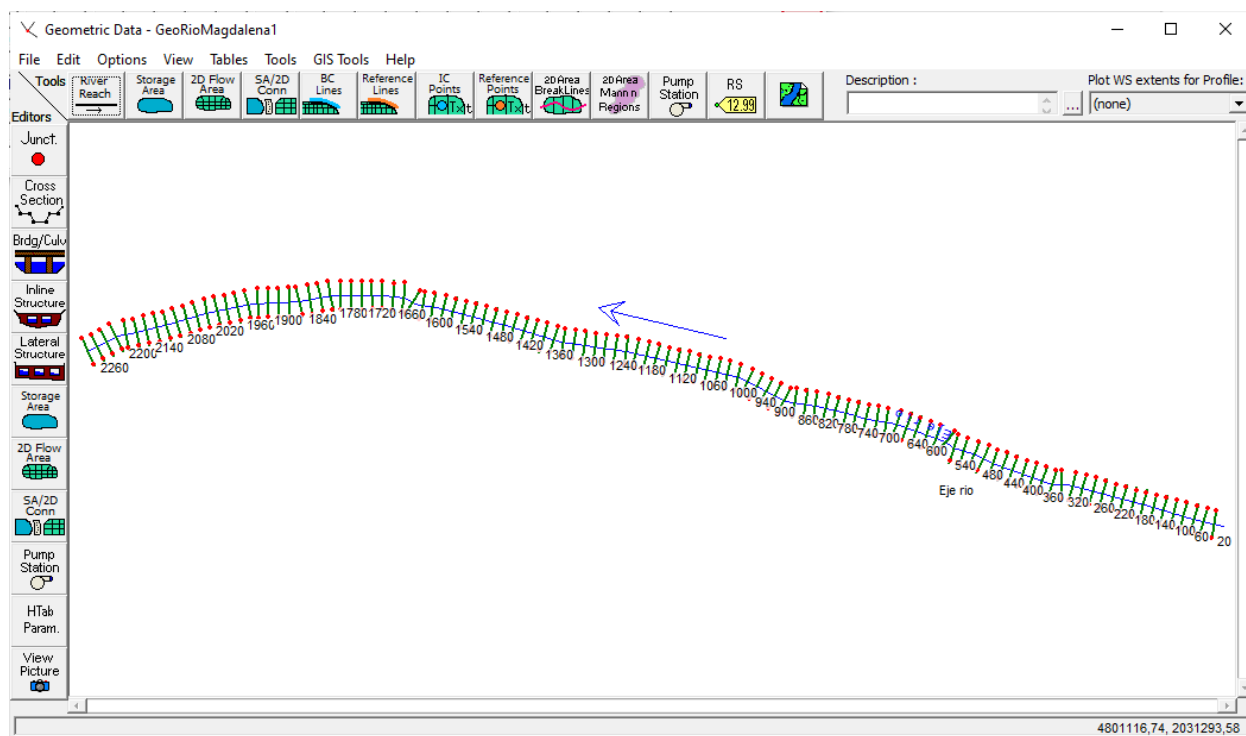 Geometric Data - GeoRioMagdalena1
File Edit Options View Tables Tools GIS Tools Help
Tools
Editors
River Reach
Storage Area
2D Flow Area
SA/2D Conn
BC Lines
Reference Lines
IC Points
Reference Points
2D Area BreakLines
2D Area Mann n Regions
Pump Station
RS
12.99
Description :
...
Plot WS extents for Profile:
(none)
Junct.
Cross Section
Brdg/Culv
Inline Structure
Lateral Structure
Storage Area
2D Flow Area
SA/2D Conn
Pump Station
HTab Param.
View Picture
2260 2200 2140 2080 2020 1960 1900 1840 1780 1720 1660 1600 1540 1480 1420 1360 1300 1240 1180 1120 1060 1000 940 900 860 820 780 740 700 640 600 540 480 440 400 360 320 260 220 180 140 100 60 20
Eje rio
4801116,74, 2031293,58